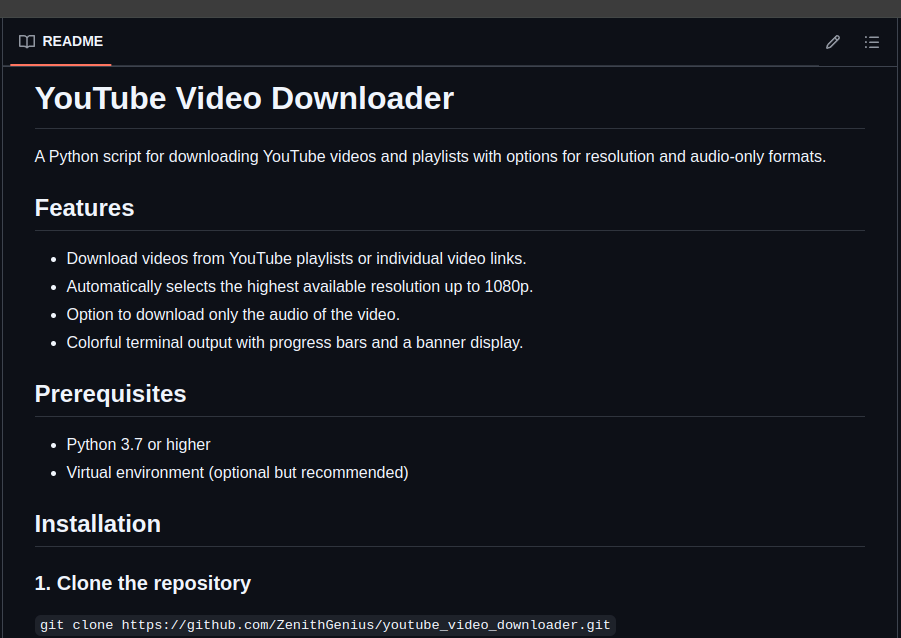 README
YouTube Video Downloader
A Python script for downloading YouTube videos and playlists with options for resolution and audio-only formats.
Features
Download videos from YouTube playlists or individual video links.
Automatically selects the highest available resolution up to 1080p.
Option to download only the audio of the video.
Colorful terminal output with progress bars and a banner display.
Prerequisites
Python 3.7 or higher
Virtual environment (optional but recommended)
Installation
1. Clone the repository
git clone https://github.com/ZenithGenius/youtube_video_downloader.git